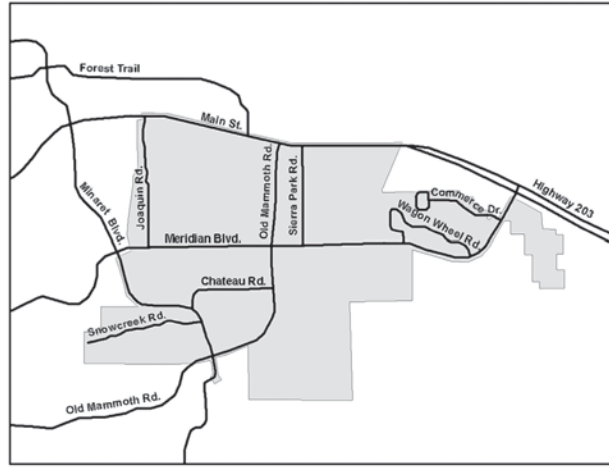 Forest Trail
Main St.
Highway 203
Joaquin Rd.
Old Mammoth Rd.
Sierra Park Rd.
Commerce Dr.
Wagon Wheel Rd.
Minaret Blvd.
Meridian Blvd.
Chateau Rd.
Snowcreek Rd.
Old Mammoth Rd.